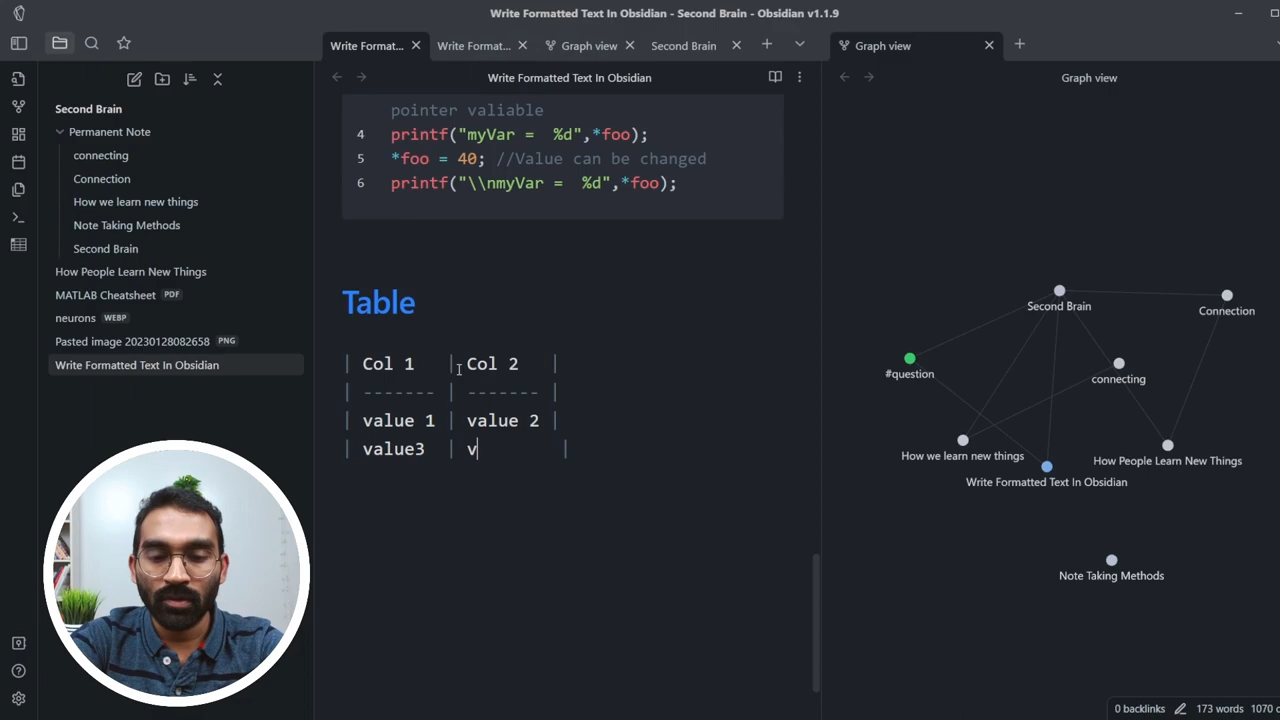 Write Formatted Text In Obsidian - Second Brain - Obsidian v1.1.9
Write Format...
Write Format...
Graph view
Second Brain
Graph view
Write Formatted Text In Obsidian
Graph view
Second Brain
Permanent Note
connecting
Connection
How we learn new things
Note Taking Methods
Second Brain
How People Learn New Things
MATLAB Cheatsheet PDF
neurons WEBP
Pasted image 20230128082658 PNG
Write Formatted Text In Obsidian
pointer valiable
4 printf("myVar = %d",*foo);
5 *foo = 40; //Value can be changed
6 printf("\\nmyVar = %d",*foo);
Table
| Col 1 | Col 2 |
| ------- | ------- |
| value 1 | value 2 |
| value3 | v |
Second Brain
Connection
#question
connecting
How we learn new things
How People Learn New Things
Write Formatted Text In Obsidian
Note Taking Methods
0 backlinks 173 words 1070 c